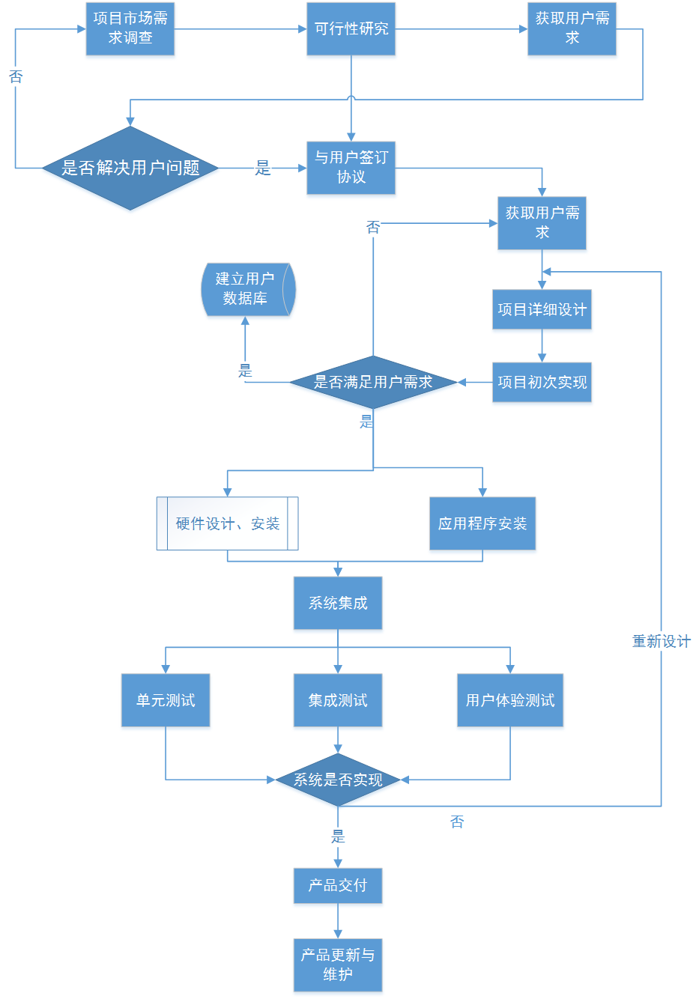 项目市场需
求调查
可行性研究
获取用户需
求
否
是否解决用户问题
是
与用户签订
协议
获取用户需
求
否
建立用户
数据库
项目详细设计
是
是否满足用户需求
项目初次实现
是
硬件设计、安装
应用程序安装
系统集成
重新设计
单元测试
集成测试
用户体验测试
系统是否实现
否
是
产品交付
产品更新与
维护